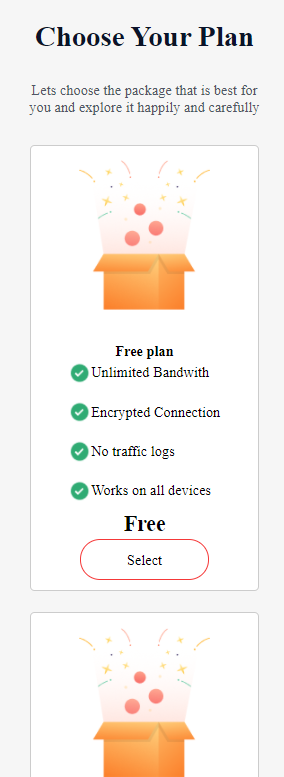 Choose Your Plan
Lets choose the package that is best for
you and explore it happily and carefully
Free plan
Unlimited Bandwith
Encrypted Connection
No traffic logs
Works on all devices
Free
Select